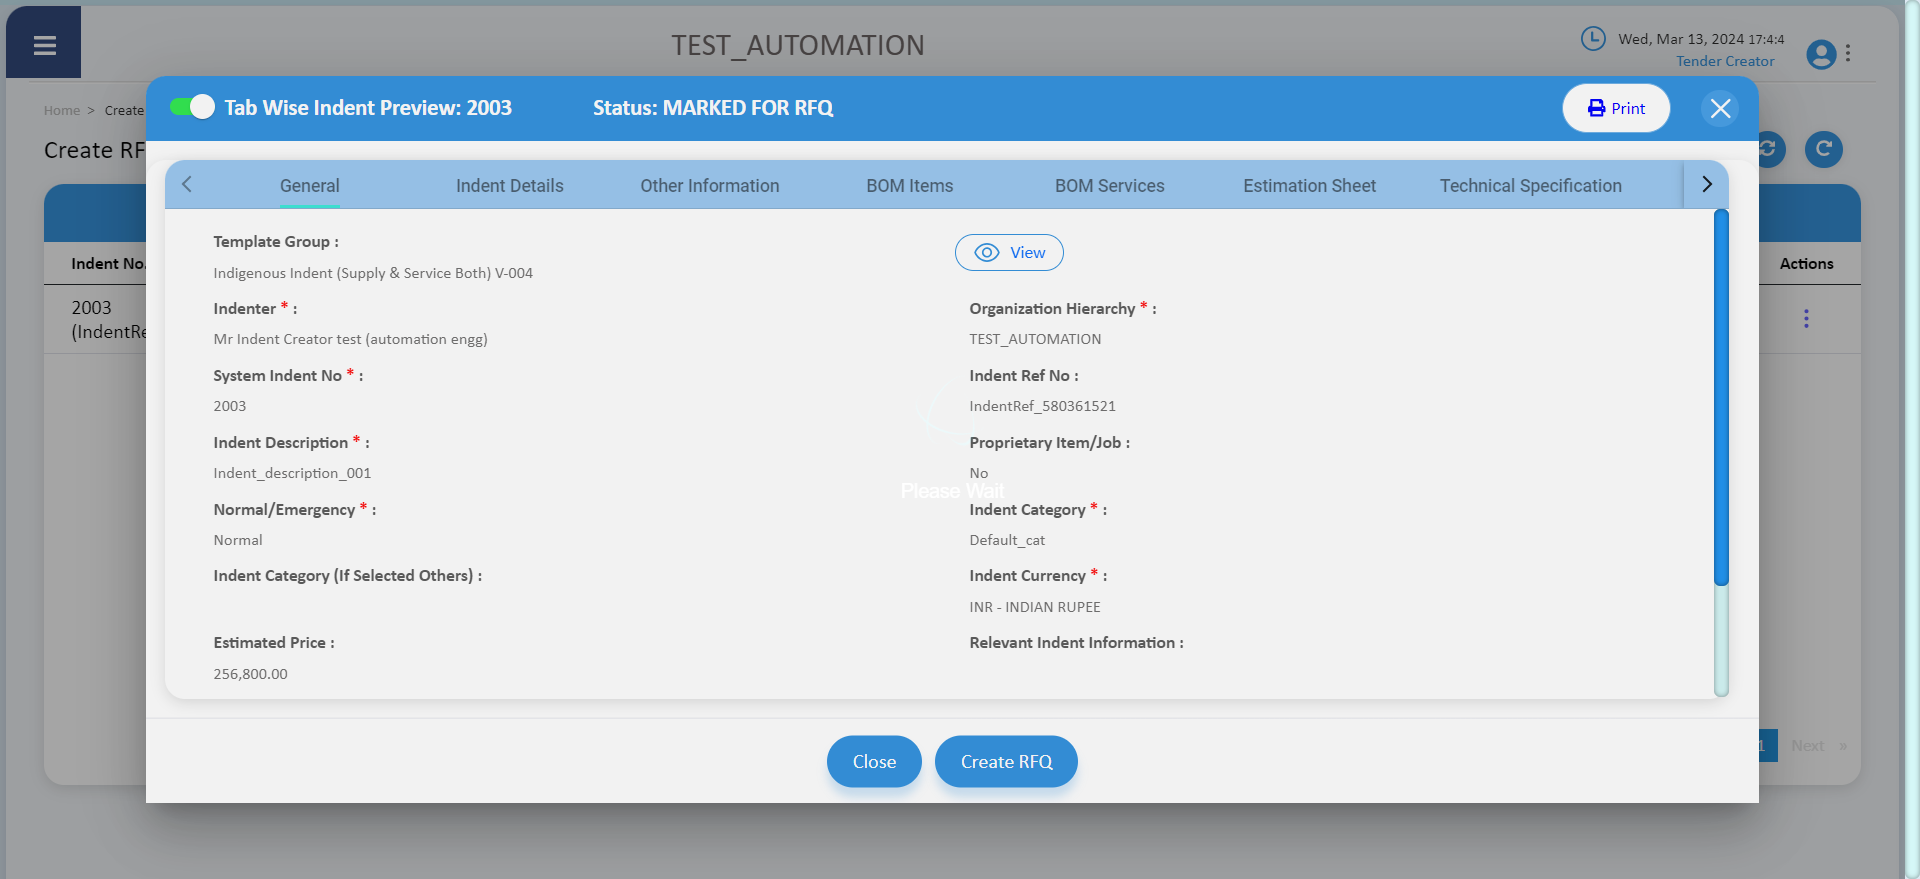 TEST_AUTOMATION
Wed, Mar 13, 2024 17:4:4
Tender Creator
Home > Create
Create RF
Tab Wise Indent Preview: 2003
Status: MARKED FOR RFQ
Print
General
Indent Details
Other Information
BOM Items
BOM Services
Estimation Sheet
Technical Specification
Template Group :
Indigenous Indent (Supply & Service Both) V-004
View
Indenter * :
Mr Indent Creator test (automation engg)
Organization Hierarchy * :
TEST_AUTOMATION
System Indent No * :
2003
Indent Ref No :
IndentRef_580361521
Indent Description * :
Indent_description_001
Proprietary Item/Job :
No
Please Wait
Normal/Emergency * :
Normal
Indent Category * :
Default_cat
Indent Category (If Selected Others) :
Indent Currency * :
INR - INDIAN RUPEE
Estimated Price :
256,800.00
Relevant Indent Information :
Close
Create RFQ
Indent No.
Actions
2003
(IndentRe
1
Next »